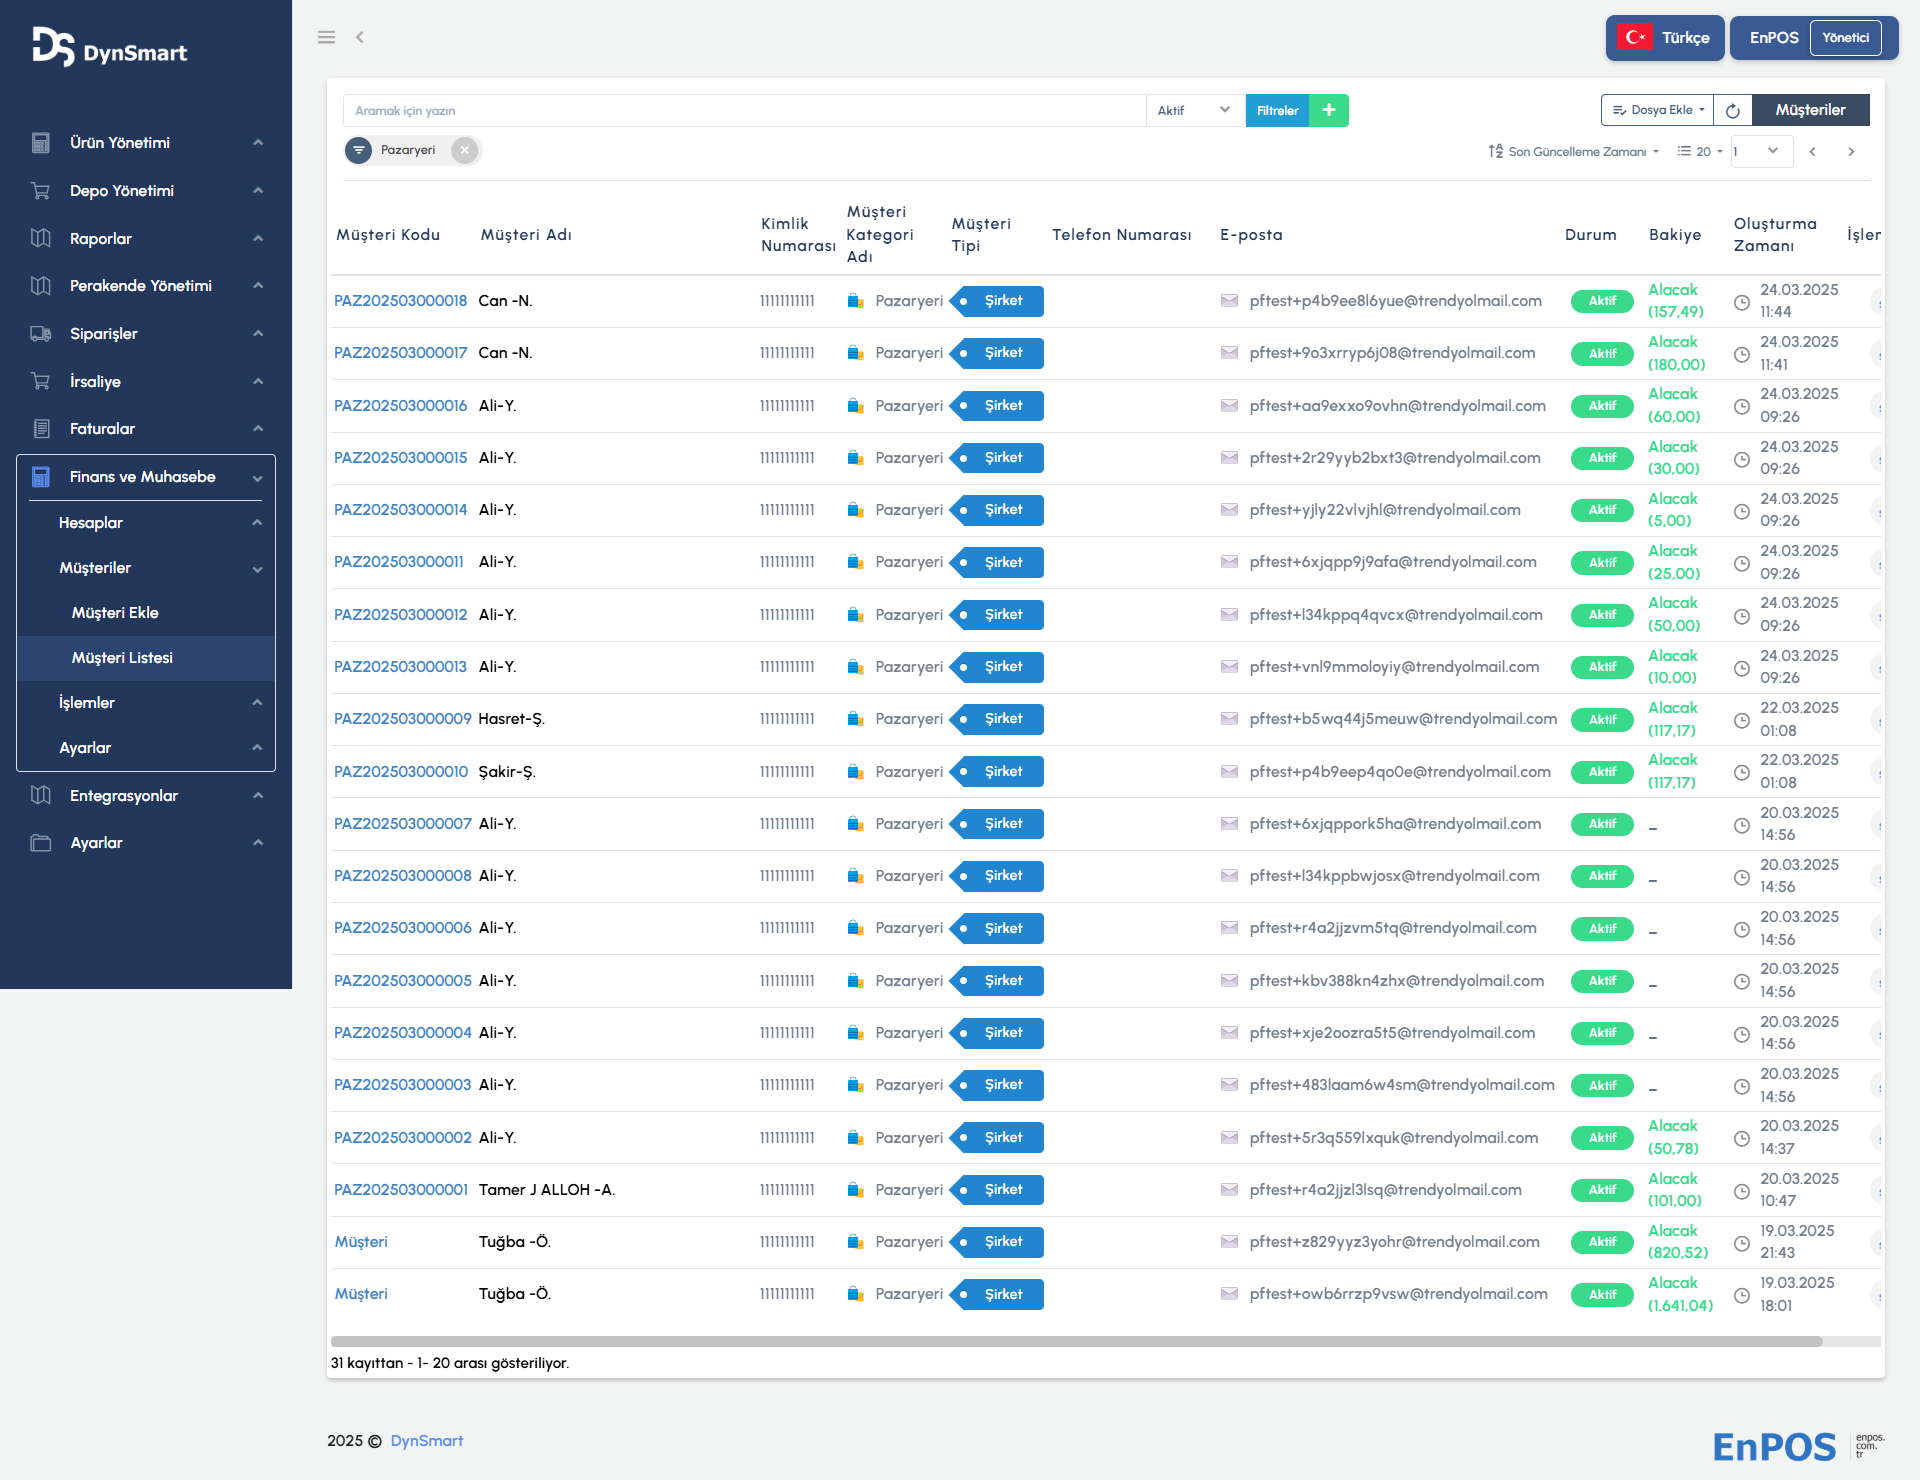 DynSmart
Türkçe
EnPOS Yönetici
Ürün Yönetimi
Depo Yönetimi
Raporlar
Perakende Yönetimi
Siparişler
İrsaliye
Faturalar
Finans ve Muhasebe
Hesaplar
Müşteriler
Müşteri Ekle
Müşteri Listesi
İşlemler
Ayarlar
Entegrasyonlar
Ayarlar
Aramak için yazın Aktif Filtreler + Dosya Ekle Müşteriler
Pazaryeri Son Güncelleme Zamanı 20 1
Müşteri Kodu Müşteri Adı Kimlik Numarası Müşteri Kategori Adı Müşteri Tipi Telefon Numarası E-posta Durum Bakiye Oluşturma Zamanı İşler
PAZ202503000018 Can -N. 11111111111 Pazaryeri Şirket pftest+p4b9ee8l6yue@trendyolmail.com Aktif Alacak (157,49) 24.03.2025 11:44
PAZ202503000017 Can -N. 11111111111 Pazaryeri Şirket pftest+9o3xrryp6j08@trendyolmail.com Aktif Alacak (180,00) 24.03.2025 11:41
PAZ202503000016 Ali-Y. 11111111111 Pazaryeri Şirket pftest+aa9exxo9ovhn@trendyolmail.com Aktif Alacak (60,00) 24.03.2025 09:26
PAZ202503000015 Ali-Y. 11111111111 Pazaryeri Şirket pftest+2r29yyb2bxt3@trendyolmail.com Aktif Alacak (30,00) 24.03.2025 09:26
PAZ202503000014 Ali-Y. 11111111111 Pazaryeri Şirket pftest+yjly22vlvjhl@trendyolmail.com Aktif Alacak (5,00) 24.03.2025 09:26
PAZ202503000011 Ali-Y. 11111111111 Pazaryeri Şirket pftest+6xjqpp9j9afa@trendyolmail.com Aktif Alacak (25,00) 24.03.2025 09:26
PAZ202503000012 Ali-Y. 11111111111 Pazaryeri Şirket pftest+l34kppq4qvcx@trendyolmail.com Aktif Alacak (50,00) 24.03.2025 09:26
PAZ202503000013 Ali-Y. 11111111111 Pazaryeri Şirket pftest+vnl9mmoloyiy@trendyolmail.com Aktif Alacak (10,00) 24.03.2025 09:26
PAZ202503000009 Hasret-Ş. 11111111111 Pazaryeri Şirket pftest+b5wq44j5meuw@trendyolmail.com Aktif Alacak (117,17) 22.03.2025 01:08
PAZ202503000010 Şakir-Ş. 11111111111 Pazaryeri Şirket pftest+p4b9eep4qo0e@trendyolmail.com Aktif Alacak (117,17) 22.03.2025 01:08
PAZ202503000007 Ali-Y. 11111111111 Pazaryeri Şirket pftest+6xjqppork5ha@trendyolmail.com Aktif _ 20.03.2025 14:56
PAZ202503000008 Ali-Y. 11111111111 Pazaryeri Şirket pftest+l34kppbwjosx@trendyolmail.com Aktif _ 20.03.2025 14:56
PAZ202503000006 Ali-Y. 11111111111 Pazaryeri Şirket pftest+r4a2jjzvm5tq@trendyolmail.com Aktif _ 20.03.2025 14:56
PAZ202503000005 Ali-Y. 11111111111 Pazaryeri Şirket pftest+kbv388kn4zhx@trendyolmail.com Aktif _ 20.03.2025 14:56
PAZ202503000004 Ali-Y. 11111111111 Pazaryeri Şirket pftest+xje2oozra5t5@trendyolmail.com Aktif _ 20.03.2025 14:56
PAZ202503000003 Ali-Y. 11111111111 Pazaryeri Şirket pftest+483laam6w4sm@trendyolmail.com Aktif _ 20.03.2025 14:56
PAZ202503000002 Ali-Y. 11111111111 Pazaryeri Şirket pftest+5r3q559lxquk@trendyolmail.com Aktif Alacak (50,78) 20.03.2025 14:37
PAZ202503000001 Tamer J ALLOH -A. 11111111111 Pazaryeri Şirket pftest+r4a2jjzl3lsq@trendyolmail.com Aktif Alacak (101,00) 20.03.2025 10:47
Müşteri Tuğba -Ö. 11111111111 Pazaryeri Şirket pftest+z829yyz3yohr@trendyolmail.com Aktif Alacak (820,52) 19.03.2025 21:43
Müşteri Tuğba -Ö. 11111111111 Pazaryeri Şirket pftest+owb6rrzp9vsw@trendyolmail.com Aktif Alacak (1.641,04) 19.03.2025 18:01
31 kayıttan - 1- 20 arası gösteriliyor.
2025 © DynSmart
EnPOS enpos. com. tr